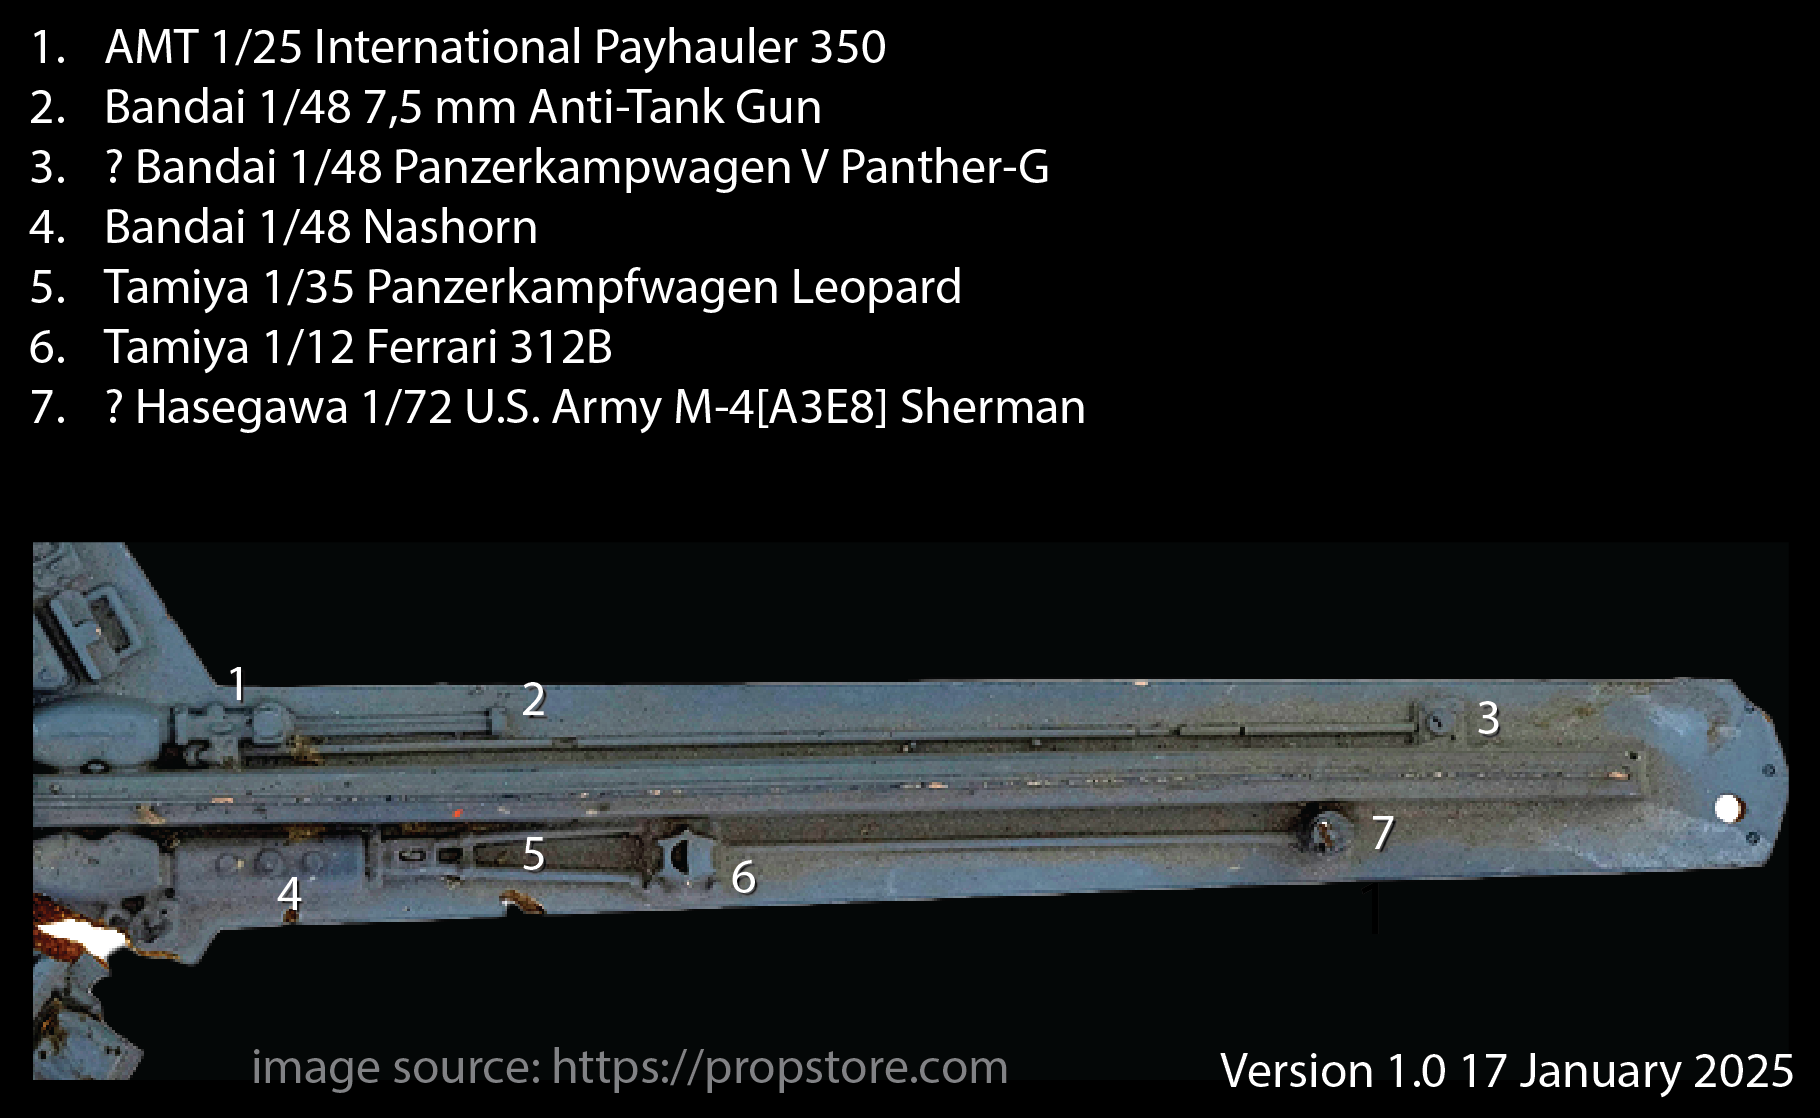 1. AMT 1/25 International Payhauler 350
2. Bandai 1/48 7,5 mm Anti-Tank Gun
3. ? Bandai 1/48 Panzerkampwagen V Panther-G
4. Bandai 1/48 Nashorn
5. Tamiya 1/35 Panzerkampfwagen Leopard
6. Tamiya 1/12 Ferrari 312B
7. ? Hasegawa 1/72 U.S. Army M-4[A3E8] Sherman
1
2
3
4
5
6
7
1
image source: https://propstore.com
Version 1.0 17 January 2025